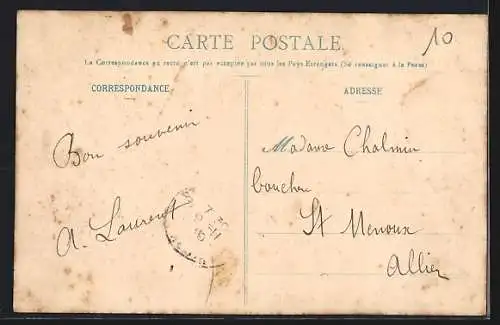 CARTE POSTALE
10
La Correspondance au recto n'est pas acceptée par tous les Pays Etrangers (Se renseigner à la Poste)
CORRESPONDANCE
ADRESSE
Bon souvenir.
A. Laurent
Madame Chalmin
boucher
St Menoux
Allier